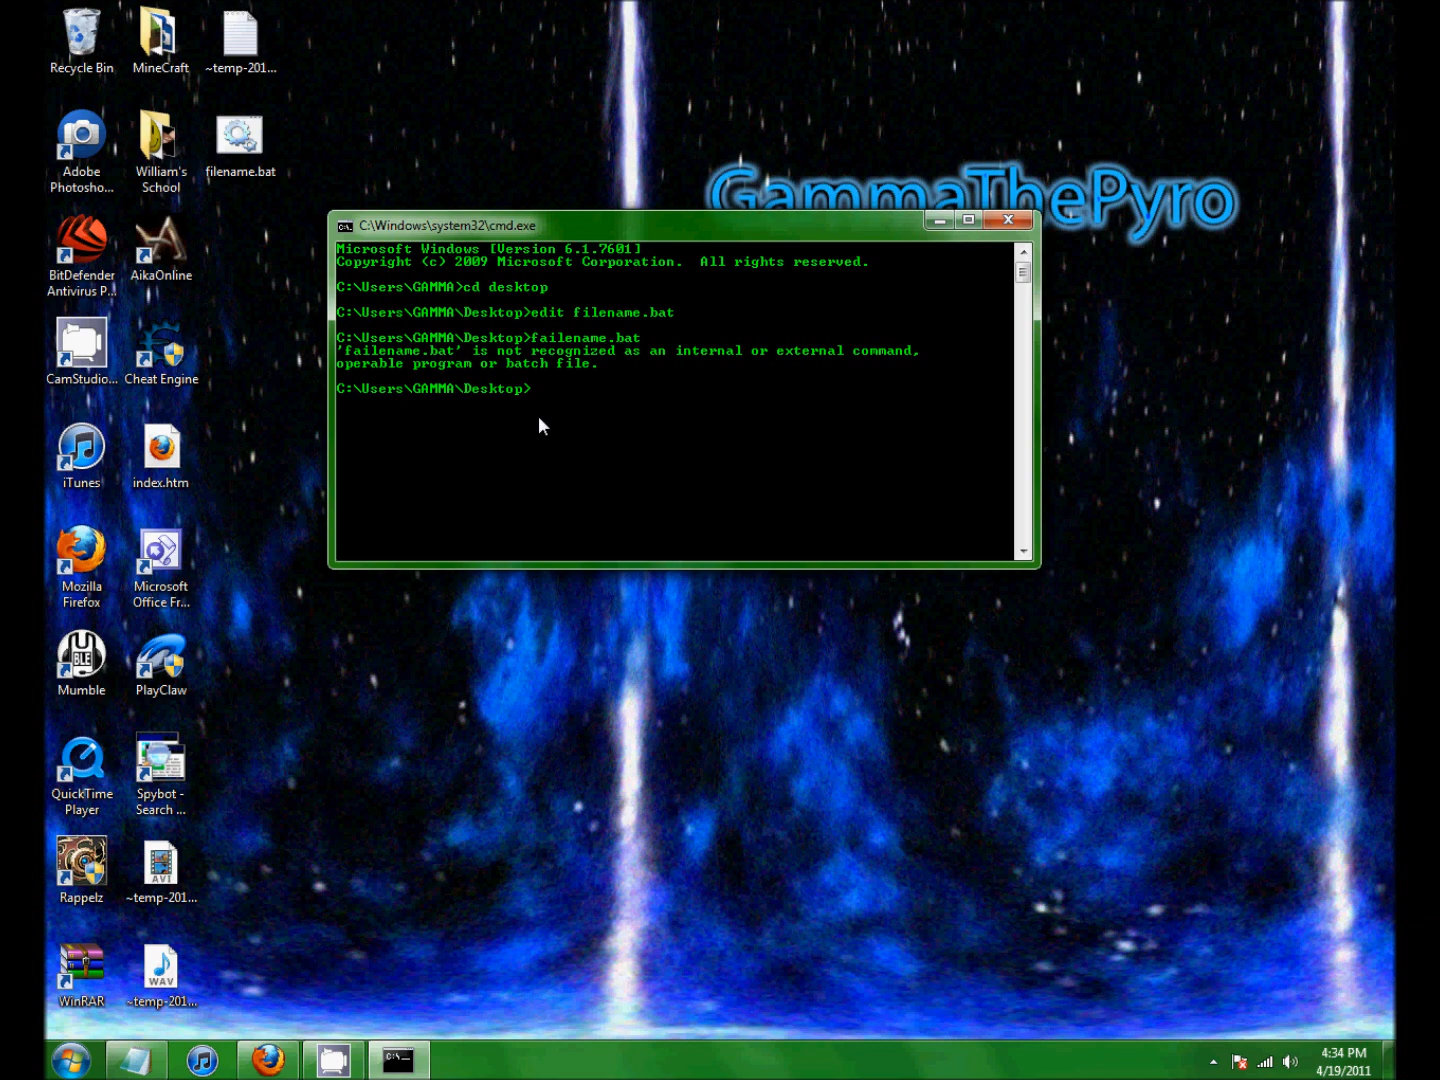 Recycle Bin
MineCraft
~temp-201...
Adobe
Photosho...
William's
School
filename.bat
GammaThePyro
C:\Windows\system32\cmd.exe
Microsoft Windows [Version 6.1.7601]
Copyright (c) 2009 Microsoft Corporation.  All rights reserved.
C:\Users\GAMMA>cd desktop
C:\Users\GAMMA\Desktop>edit filename.bat
C:\Users\GAMMA\Desktop>failename.bat
'failename.bat' is not recognized as an internal or external command,
operable program or batch file.
C:\Users\GAMMA\Desktop>
BitDefender
Antivirus P...
AikaOnline
CamStudio...
Cheat Engine
iTunes
index.htm
Mozilla
Firefox
Microsoft
Office Fr...
Mumble
PlayClaw
QuickTime
Player
Spybot -
Search ...
Rappelz
AVI
~temp-201...
WinRAR
WAV
~temp-201...
4:34 PM
4/19/2011